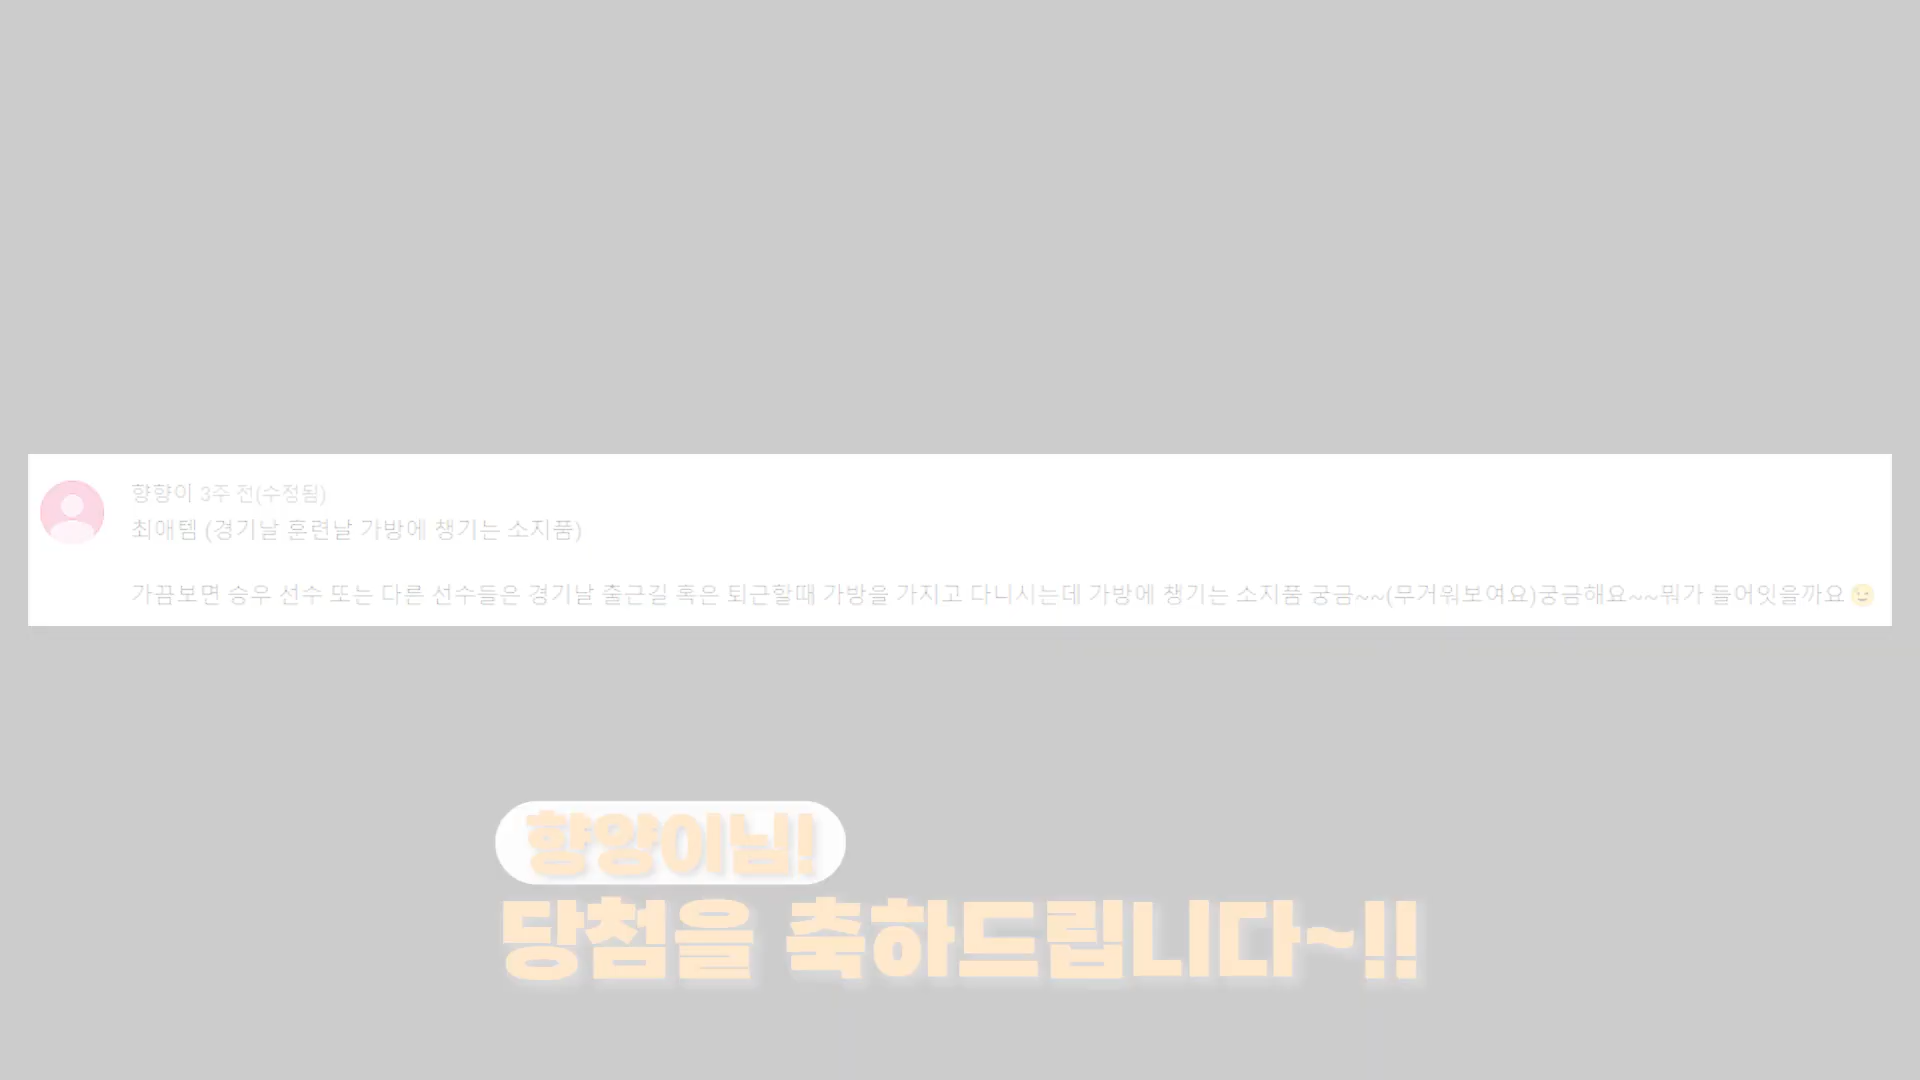 향향이 3주 전(수정됨)
최애템 (경기날 훈련날 가방에 챙기는 소지품)
가끔보면 승우 선수 또는 다른 선수들은 경기날 출근길 혹은 퇴근할때 가방을 가지고 다니시는데 가방에 챙기는 소지품 궁금~~(무거워보여요)궁금해요~~뭐가 들어잇을까요😉
향양이님!
당첨을 축하드립니다~!!